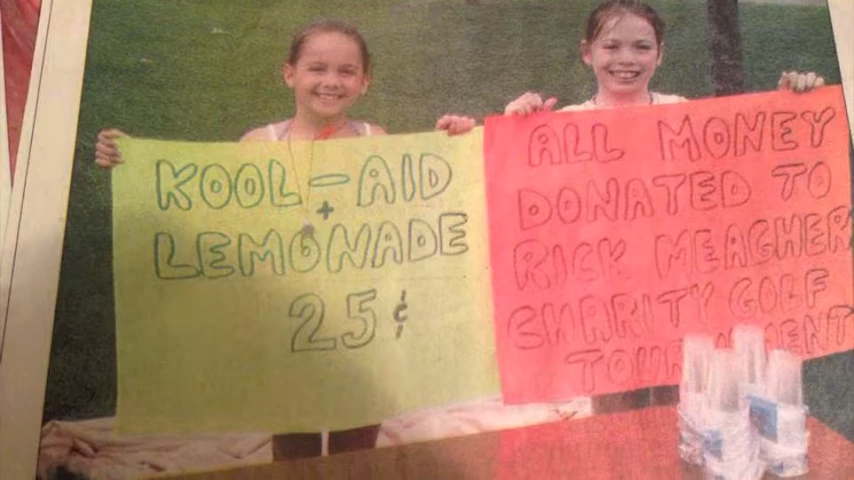 KOOL-AID
+
LEMONADE
25¢
ALL MONEY
DONATED TO
RICK MEAGHER
CHARITY GOLF
TOURNAMENT